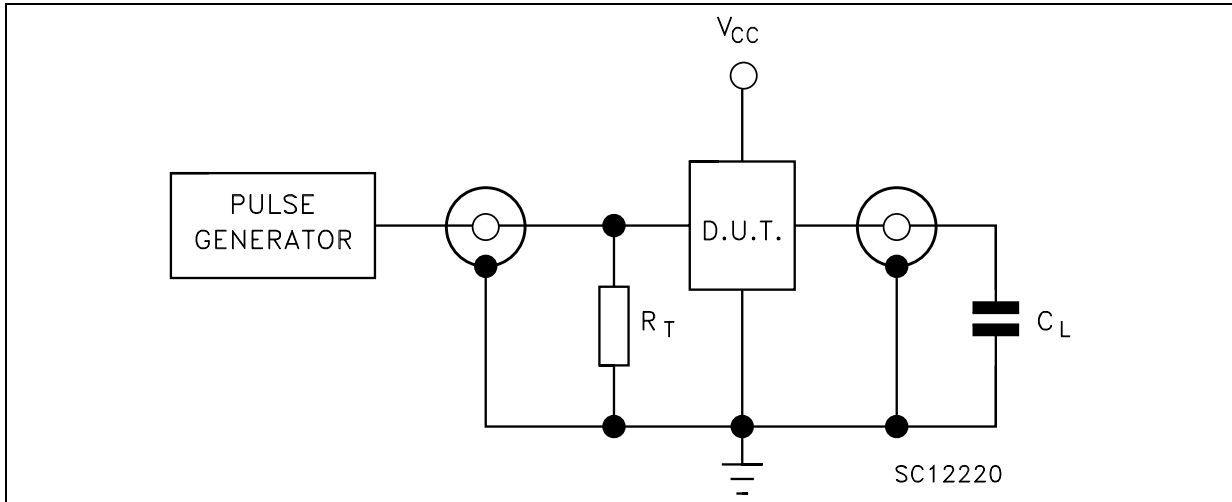 VCC
PULSE
GENERATOR
D.U.T.
RT
CL
SC12220